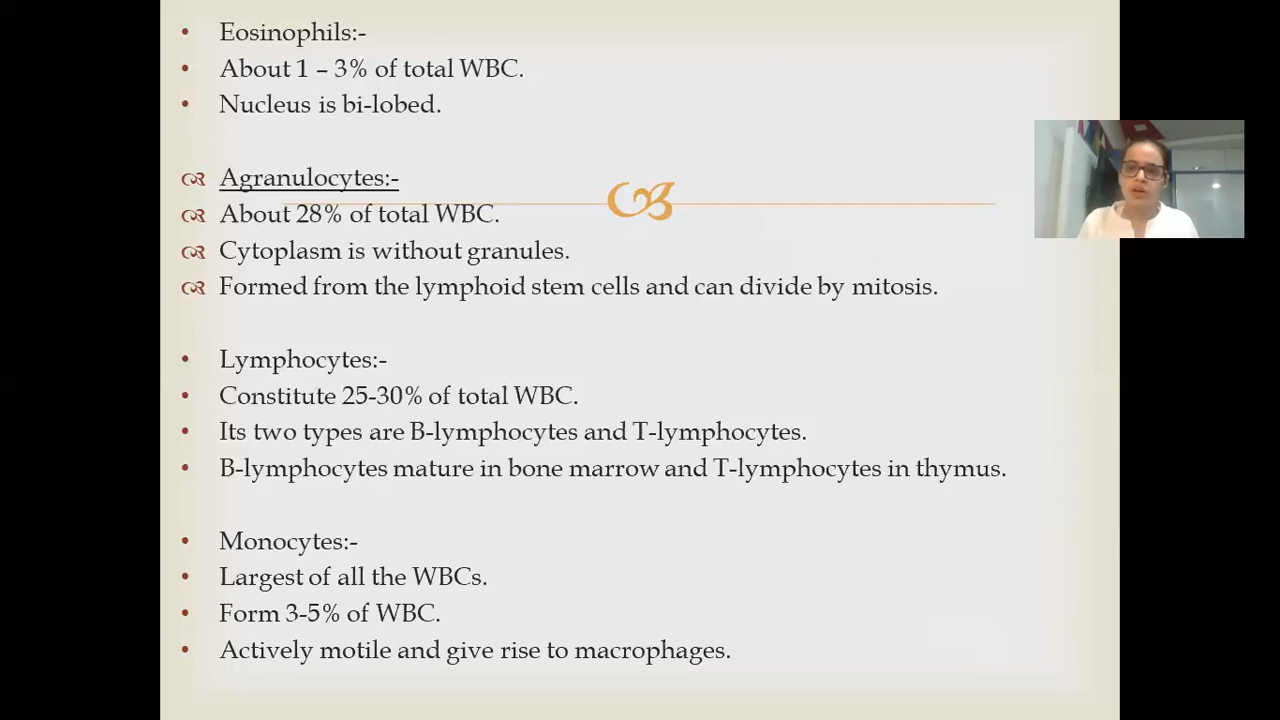 Eosinophils:-
About 1 – 3% of total WBC.
Nucleus is bi-lobed.
Agranulocytes:-
About 28% of total WBC.
Cytoplasm is without granules.
Formed from the lymphoid stem cells and can divide by mitosis.
Lymphocytes:-
Constitute 25-30% of total WBC.
Its two types are B-lymphocytes and T-lymphocytes.
B-lymphocytes mature in bone marrow and T-lymphocytes in thymus.
Monocytes:-
Largest of all the WBCs.
Form 3-5% of WBC.
Actively motile and give rise to macrophages.